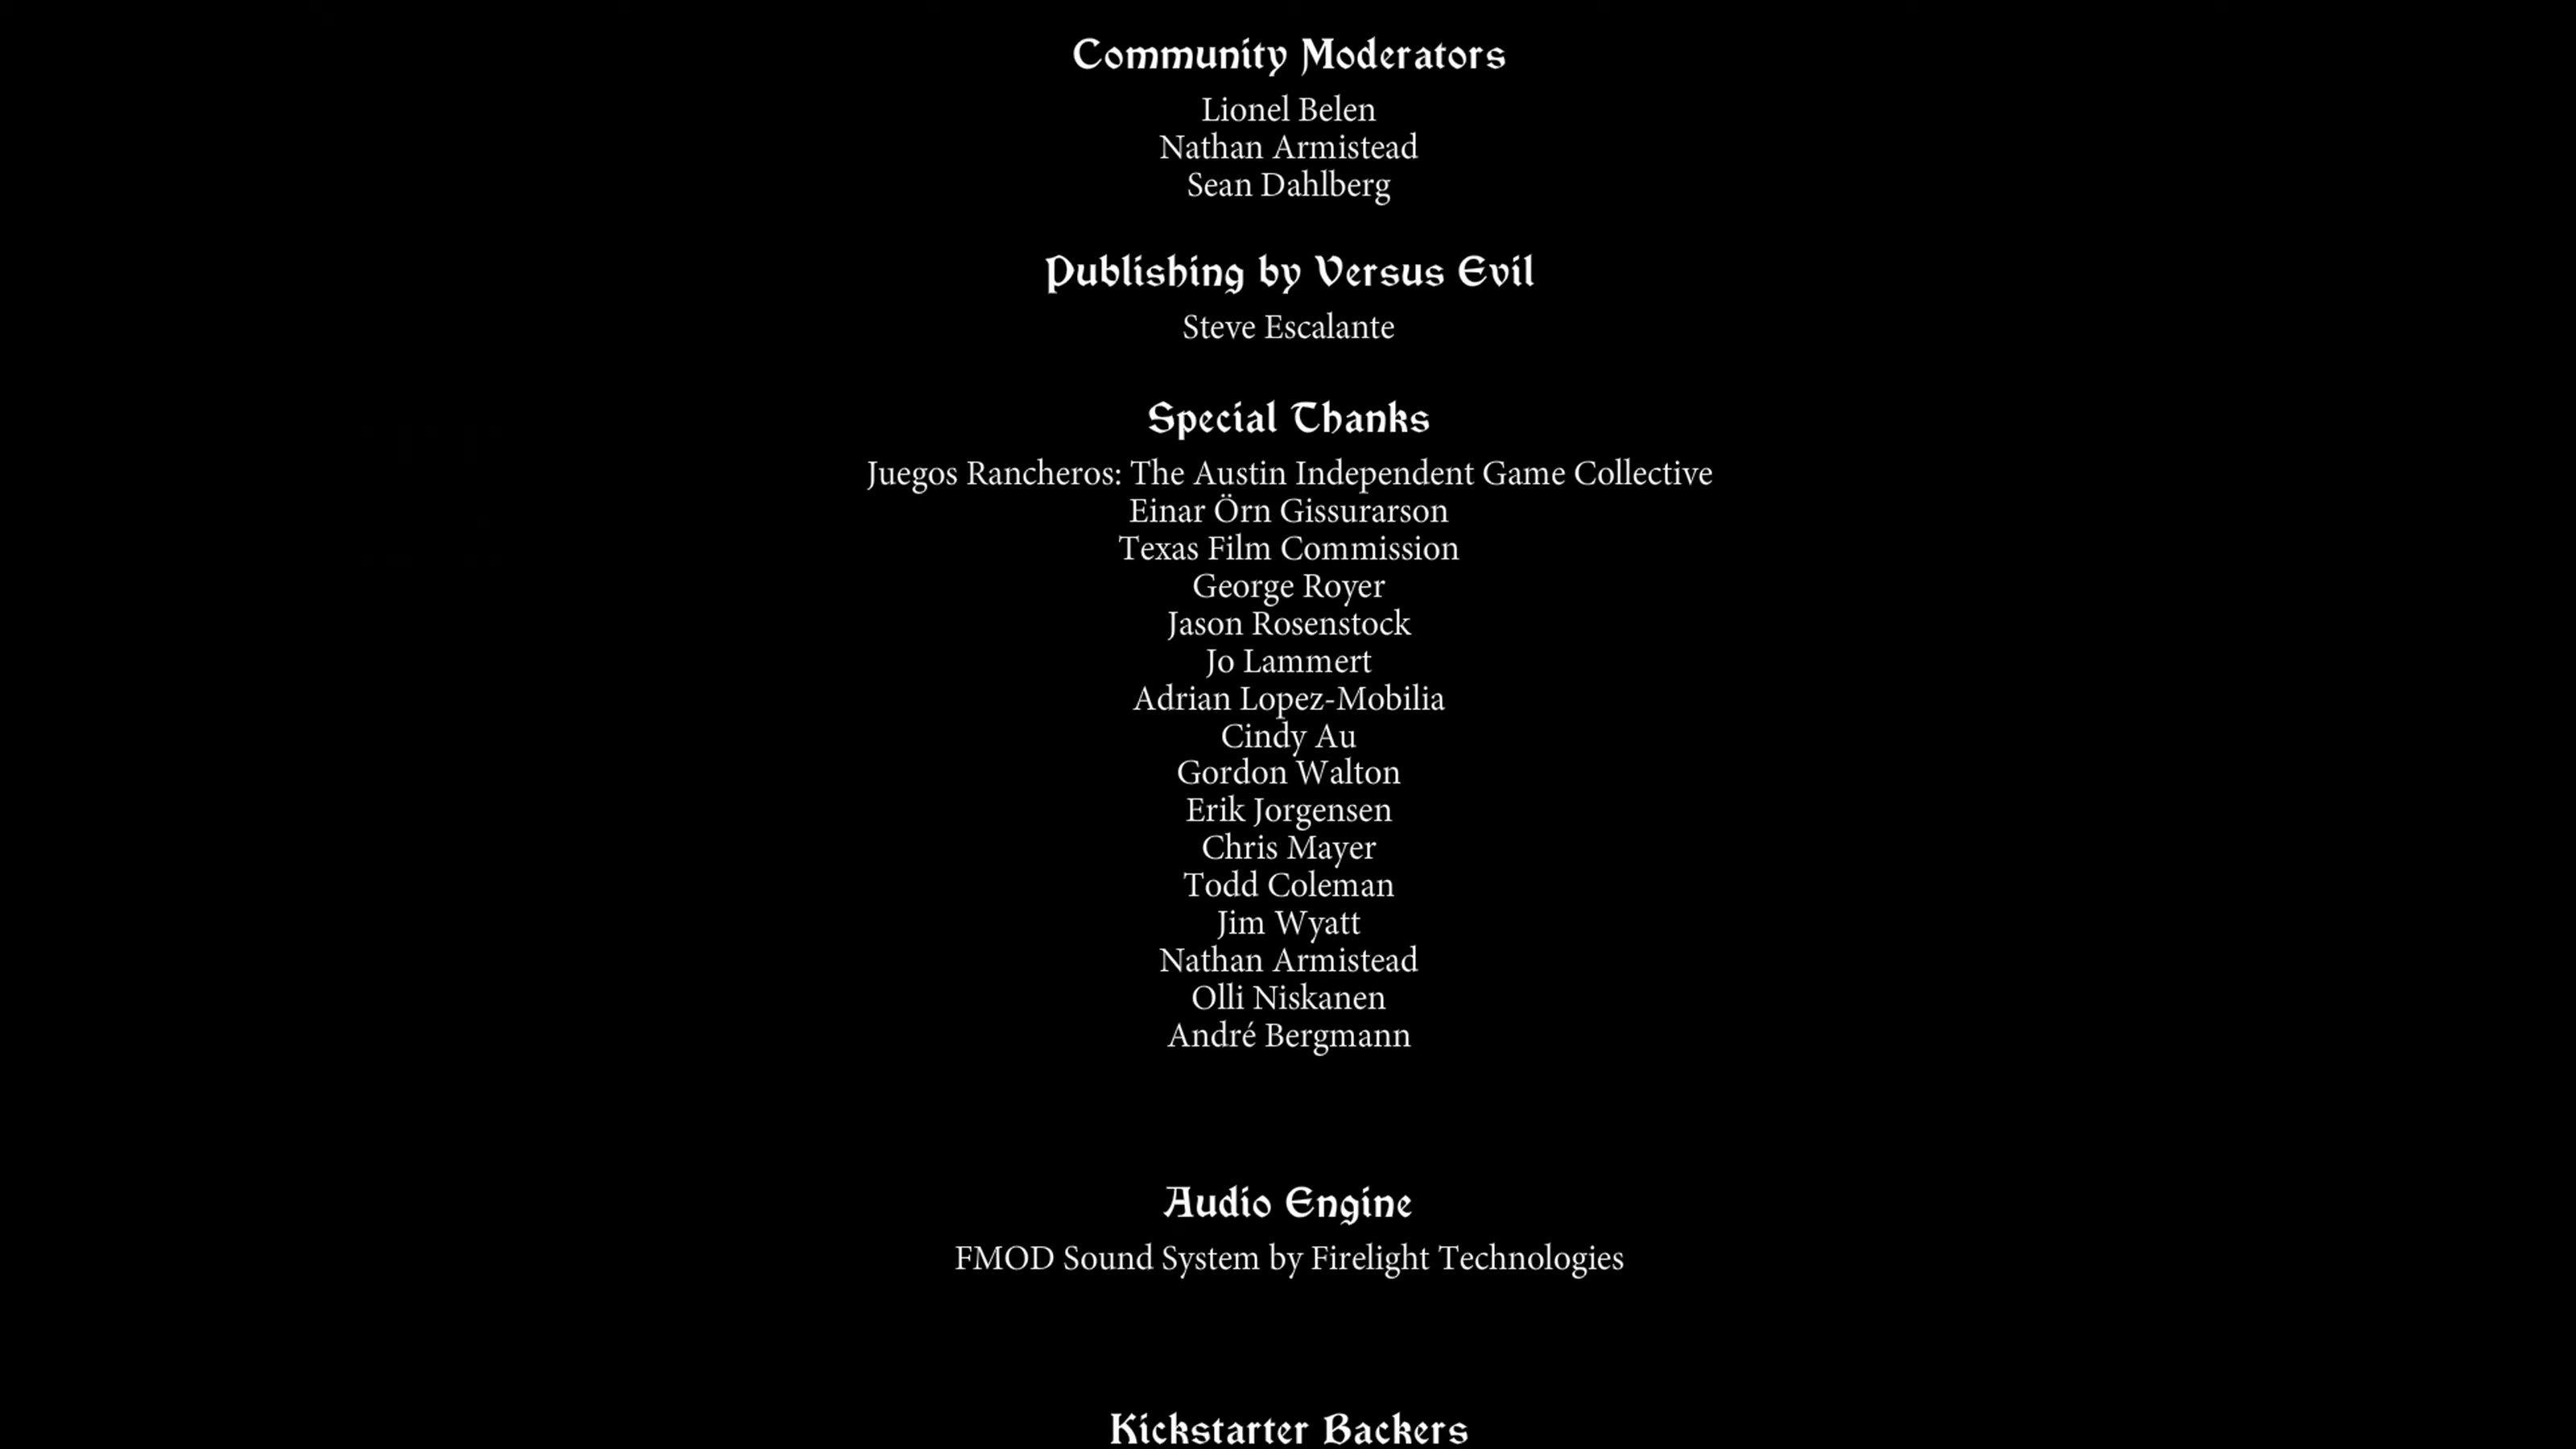 Community Moderators
Lionel Belen
Nathan Armistead
Sean Dahlberg
Publishing by Versus Evil
Steve Escalante
Special Thanks
Juegos Rancheros: The Austin Independent Game Collective
Einar Örn Gissurarson
Texas Film Commission
George Royer
Jason Rosenstock
Jo Lammert
Adrian Lopez-Mobilia
Cindy Au
Gordon Walton
Erik Jorgensen
Chris Mayer
Todd Coleman
Jim Wyatt
Nathan Armistead
Olli Niskanen
André Bergmann
Audio Engine
FMOD Sound System by Firelight Technologies
Kickstarter Backers